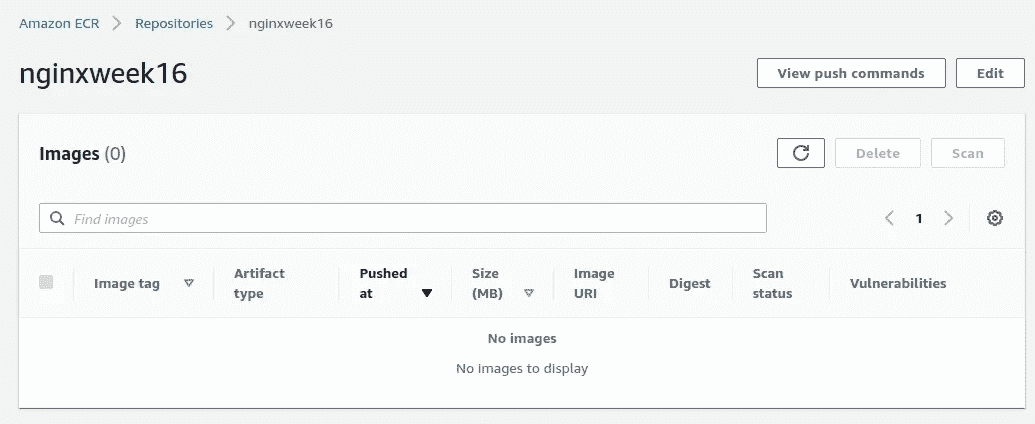 Amazon ECR > Repositories > nginxweek16
nginxweek16
View push commands
Edit
Images (0)
Delete
Scan
Find images
1
Image tag
Artifact type
Pushed at
Size (MB)
Image URI
Digest
Scan status
Vulnerabilities
No images
No images to display